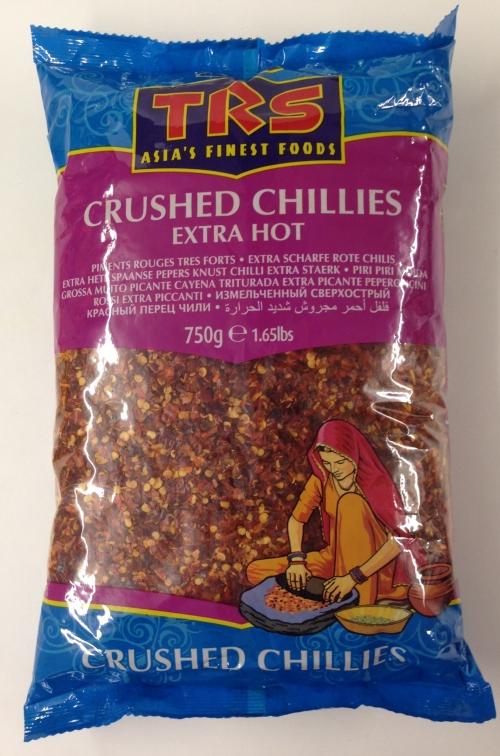 TRS
ASIA'S FINEST FOODS
CRUSHED CHILLIES
EXTRA HOT
PIMENTS ROUGES TRES FORTS • EXTRA SCHARFE ROTE CHILIS
EXTRA HETE SPAANSE PEPERS KNUST CHILLI EXTRA STAERK • PIRI PIRI
GROSSA MUITO PICANTE CAYENA TRITURADA EXTRA PICANTE
ROSSI EXTRA PICCANTI • ИЗМЕЛЬЧЕННЫЙ СВЕРХОСТРЫЙ
КРАСНЫЙ ПЕРЕЦ ЧИЛИ • فلفل أحمر مجروش شديد الحرارة
750g ℮ 1.65lbs
CRUSHED CHILLIES